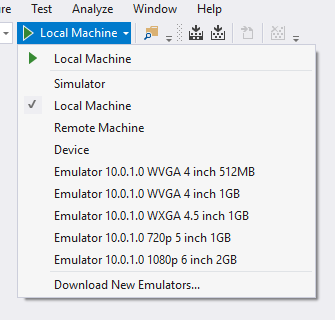 ure Test Analyze Window Help
Local Machine
Local Machine
Simulator
Local Machine
Remote Machine
Device
Emulator 10.0.1.0 WVGA 4 inch 512MB
Emulator 10.0.1.0 WVGA 4 inch 1GB
Emulator 10.0.1.0 WXGA 4.5 inch 1GB
Emulator 10.0.1.0 720p 5 inch 1GB
Emulator 10.0.1.0 1080p 6 inch 2GB
Download New Emulators...